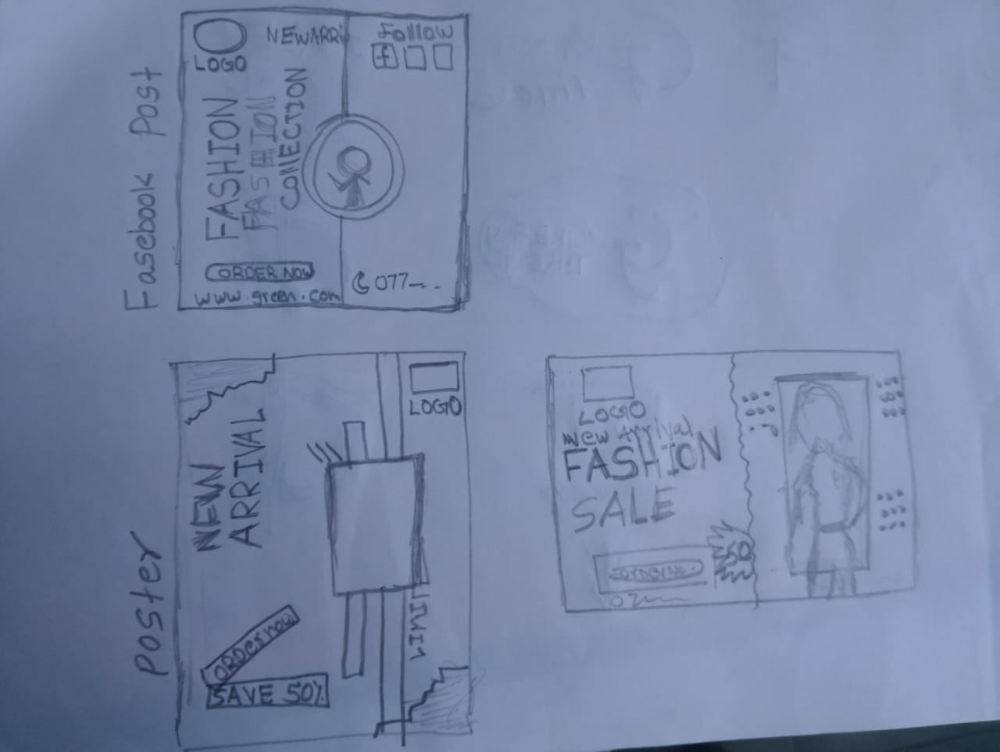 Fasebook Post
LOGO
NEWARRi
Follow
f
FASHION
FASHION
COllECTION
ORDER NOW
www.green.com
077-..
Poster
LOGO
NEW
ARRIVAL
ORDEr now
SAVE 50%
LOGO
New Arrival
FASHION
SALE
50